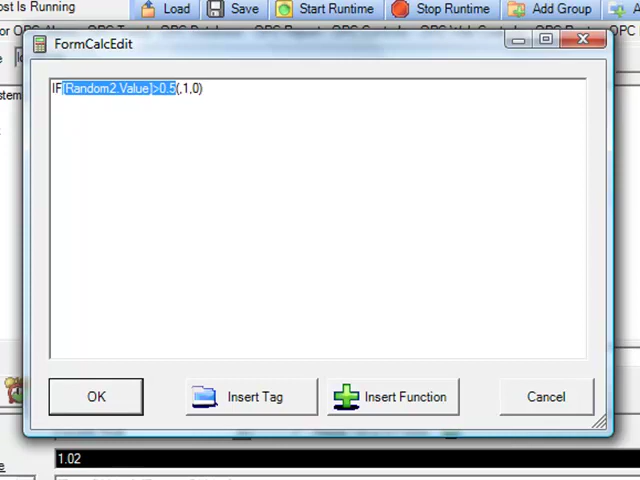 ost Is Running
Load
Save
Start Runtime
Stop Runtime
Add Group
FormCalcEdit
stem
IF[Random2.Value]>0.5(,1,0)
OK
Insert Tag
Insert Function
Cancel
1.02